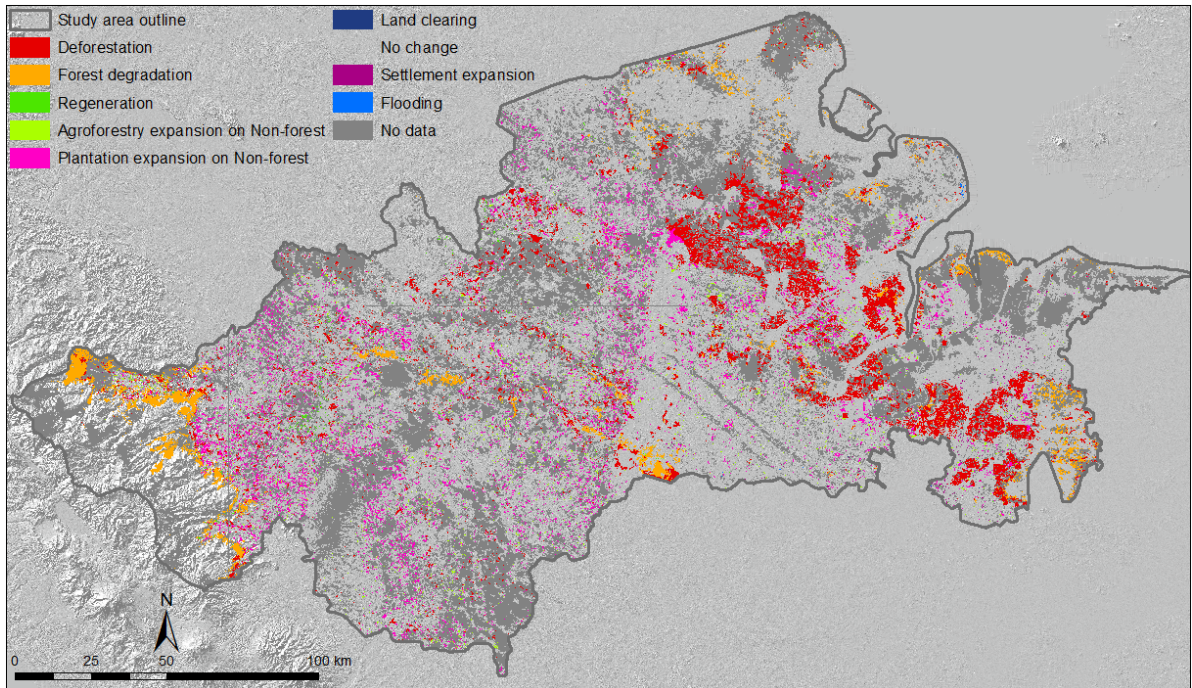 Study area outline
Deforestation
Forest degradation
Regeneration
Agroforestry expansion on Non-forest
Plantation expansion on Non-forest
Land clearing
No change
Settlement expansion
Flooding
No data
N
0 25 50 100 km